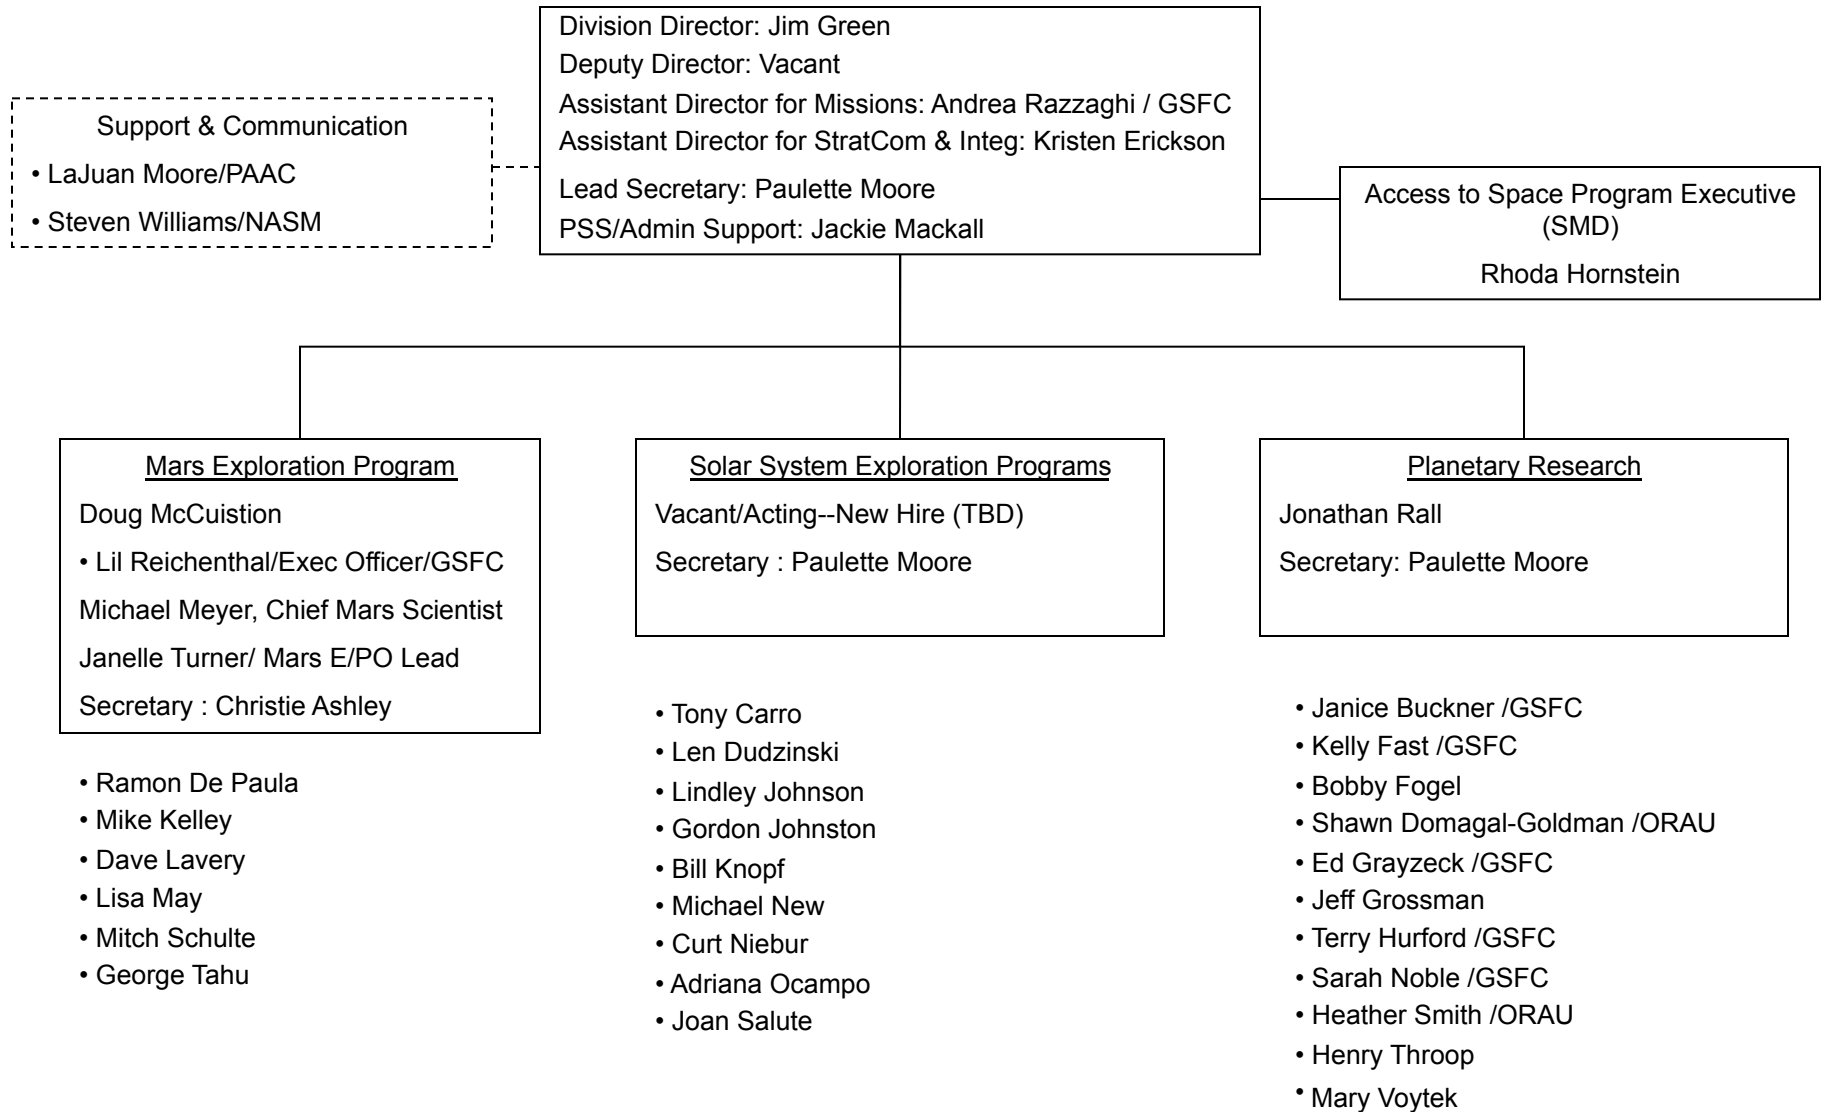 Division Director: Jim Green
Deputy Director: Vacant
Assistant Director for Missions: Andrea Razzaghi / GSFC
Assistant Director for StratCom & Integ: Kristen Erickson
Lead Secretary: Paulette Moore
PSS/Admin Support: Jackie Mackall
Support & Communication
• LaJuan Moore/PAAC
• Steven Williams/NASM
Access to Space Program Executive
(SMD)
Rhoda Hornstein
Mars Exploration Program
Doug McCuistion
• Lil Reichenthal/Exec Officer/GSFC
Michael Meyer, Chief Mars Scientist
Janelle Turner/ Mars E/PO Lead
Secretary : Christie Ashley
• Ramon De Paula
• Mike Kelley
• Dave Lavery
• Lisa May
• Mitch Schulte
• George Tahu
Solar System Exploration Programs
Vacant/Acting--New Hire (TBD)
Secretary : Paulette Moore
• Tony Carro
• Len Dudzinski
• Lindley Johnson
• Gordon Johnston
• Bill Knopf
• Michael New
• Curt Niebur
• Adriana Ocampo
• Joan Salute
Planetary Research
Jonathan Rall
Secretary: Paulette Moore
• Janice Buckner /GSFC
• Kelly Fast /GSFC
• Bobby Fogel
• Shawn Domagal-Goldman /ORAU
• Ed Grayzeck /GSFC
• Jeff Grossman
• Terry Hurford /GSFC
• Sarah Noble /GSFC
• Heather Smith /ORAU
• Henry Throop
• Mary Voytek